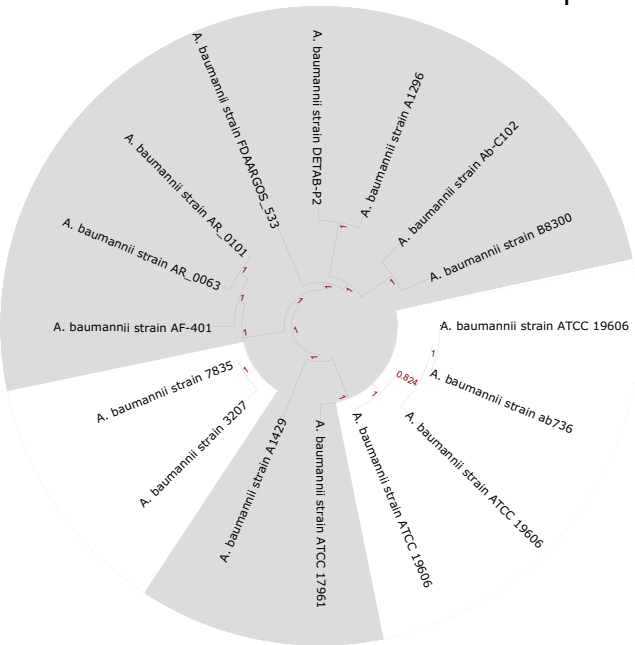 A. baumannii strain FDAARGOS_533
A. baumannii strain DETAB-P2
A. baumannii strain A1296
A. baumannii strain Ab-C102
A. baumannii strain B8300
A. baumannii strain ATCC 19606
A. baumannii strain ab736
A. baumannii strain ATCC 19606
A. baumannii strain ATCC 19606
A. baumannii strain ATCC 17961
A. baumannii strain A1429
A. baumannii strain 3207
A. baumannii strain 7835
A. baumannii strain AF-401
A. baumannii strain AR_0063
A. baumannii strain AR_0101
1
1
1
1
1
1
1
1
1
1
1
1
1
1
0.824